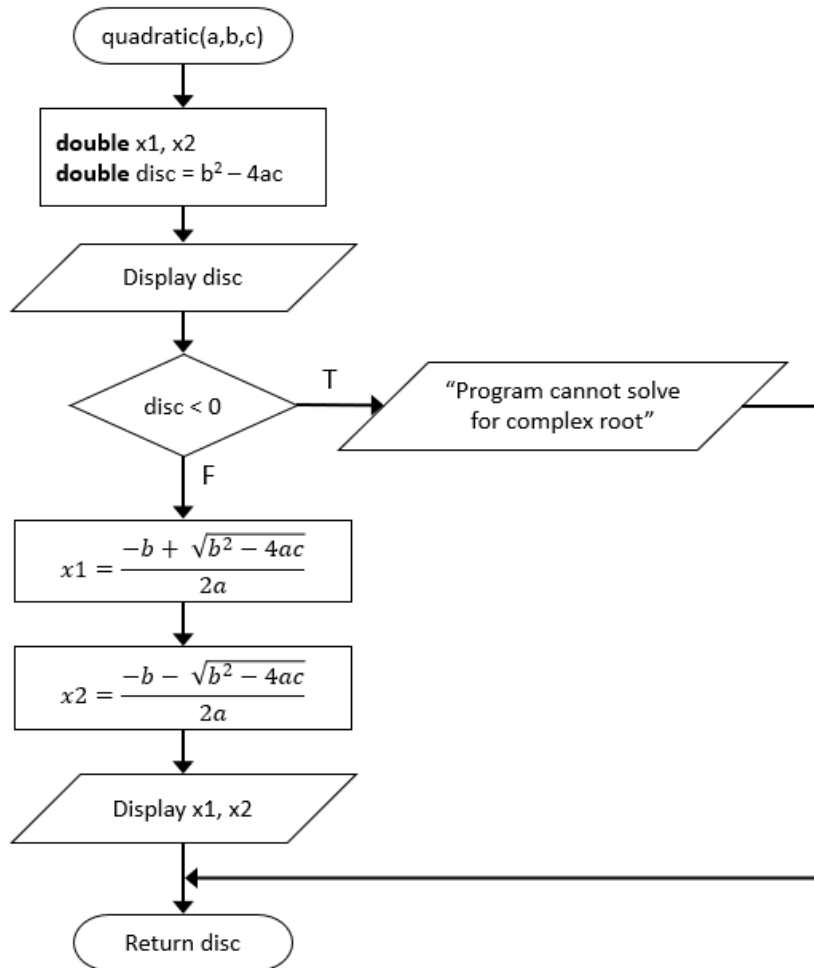 quadratic(a,b,c)
double x1, x2
double disc = b² – 4ac
Display disc
disc < 0
T
“Program cannot solve
for complex root”
F
x1 = (−b + √(b² − 4ac)) / 2a
x2 = (−b − √(b² − 4ac)) / 2a
Display x1, x2
Return disc